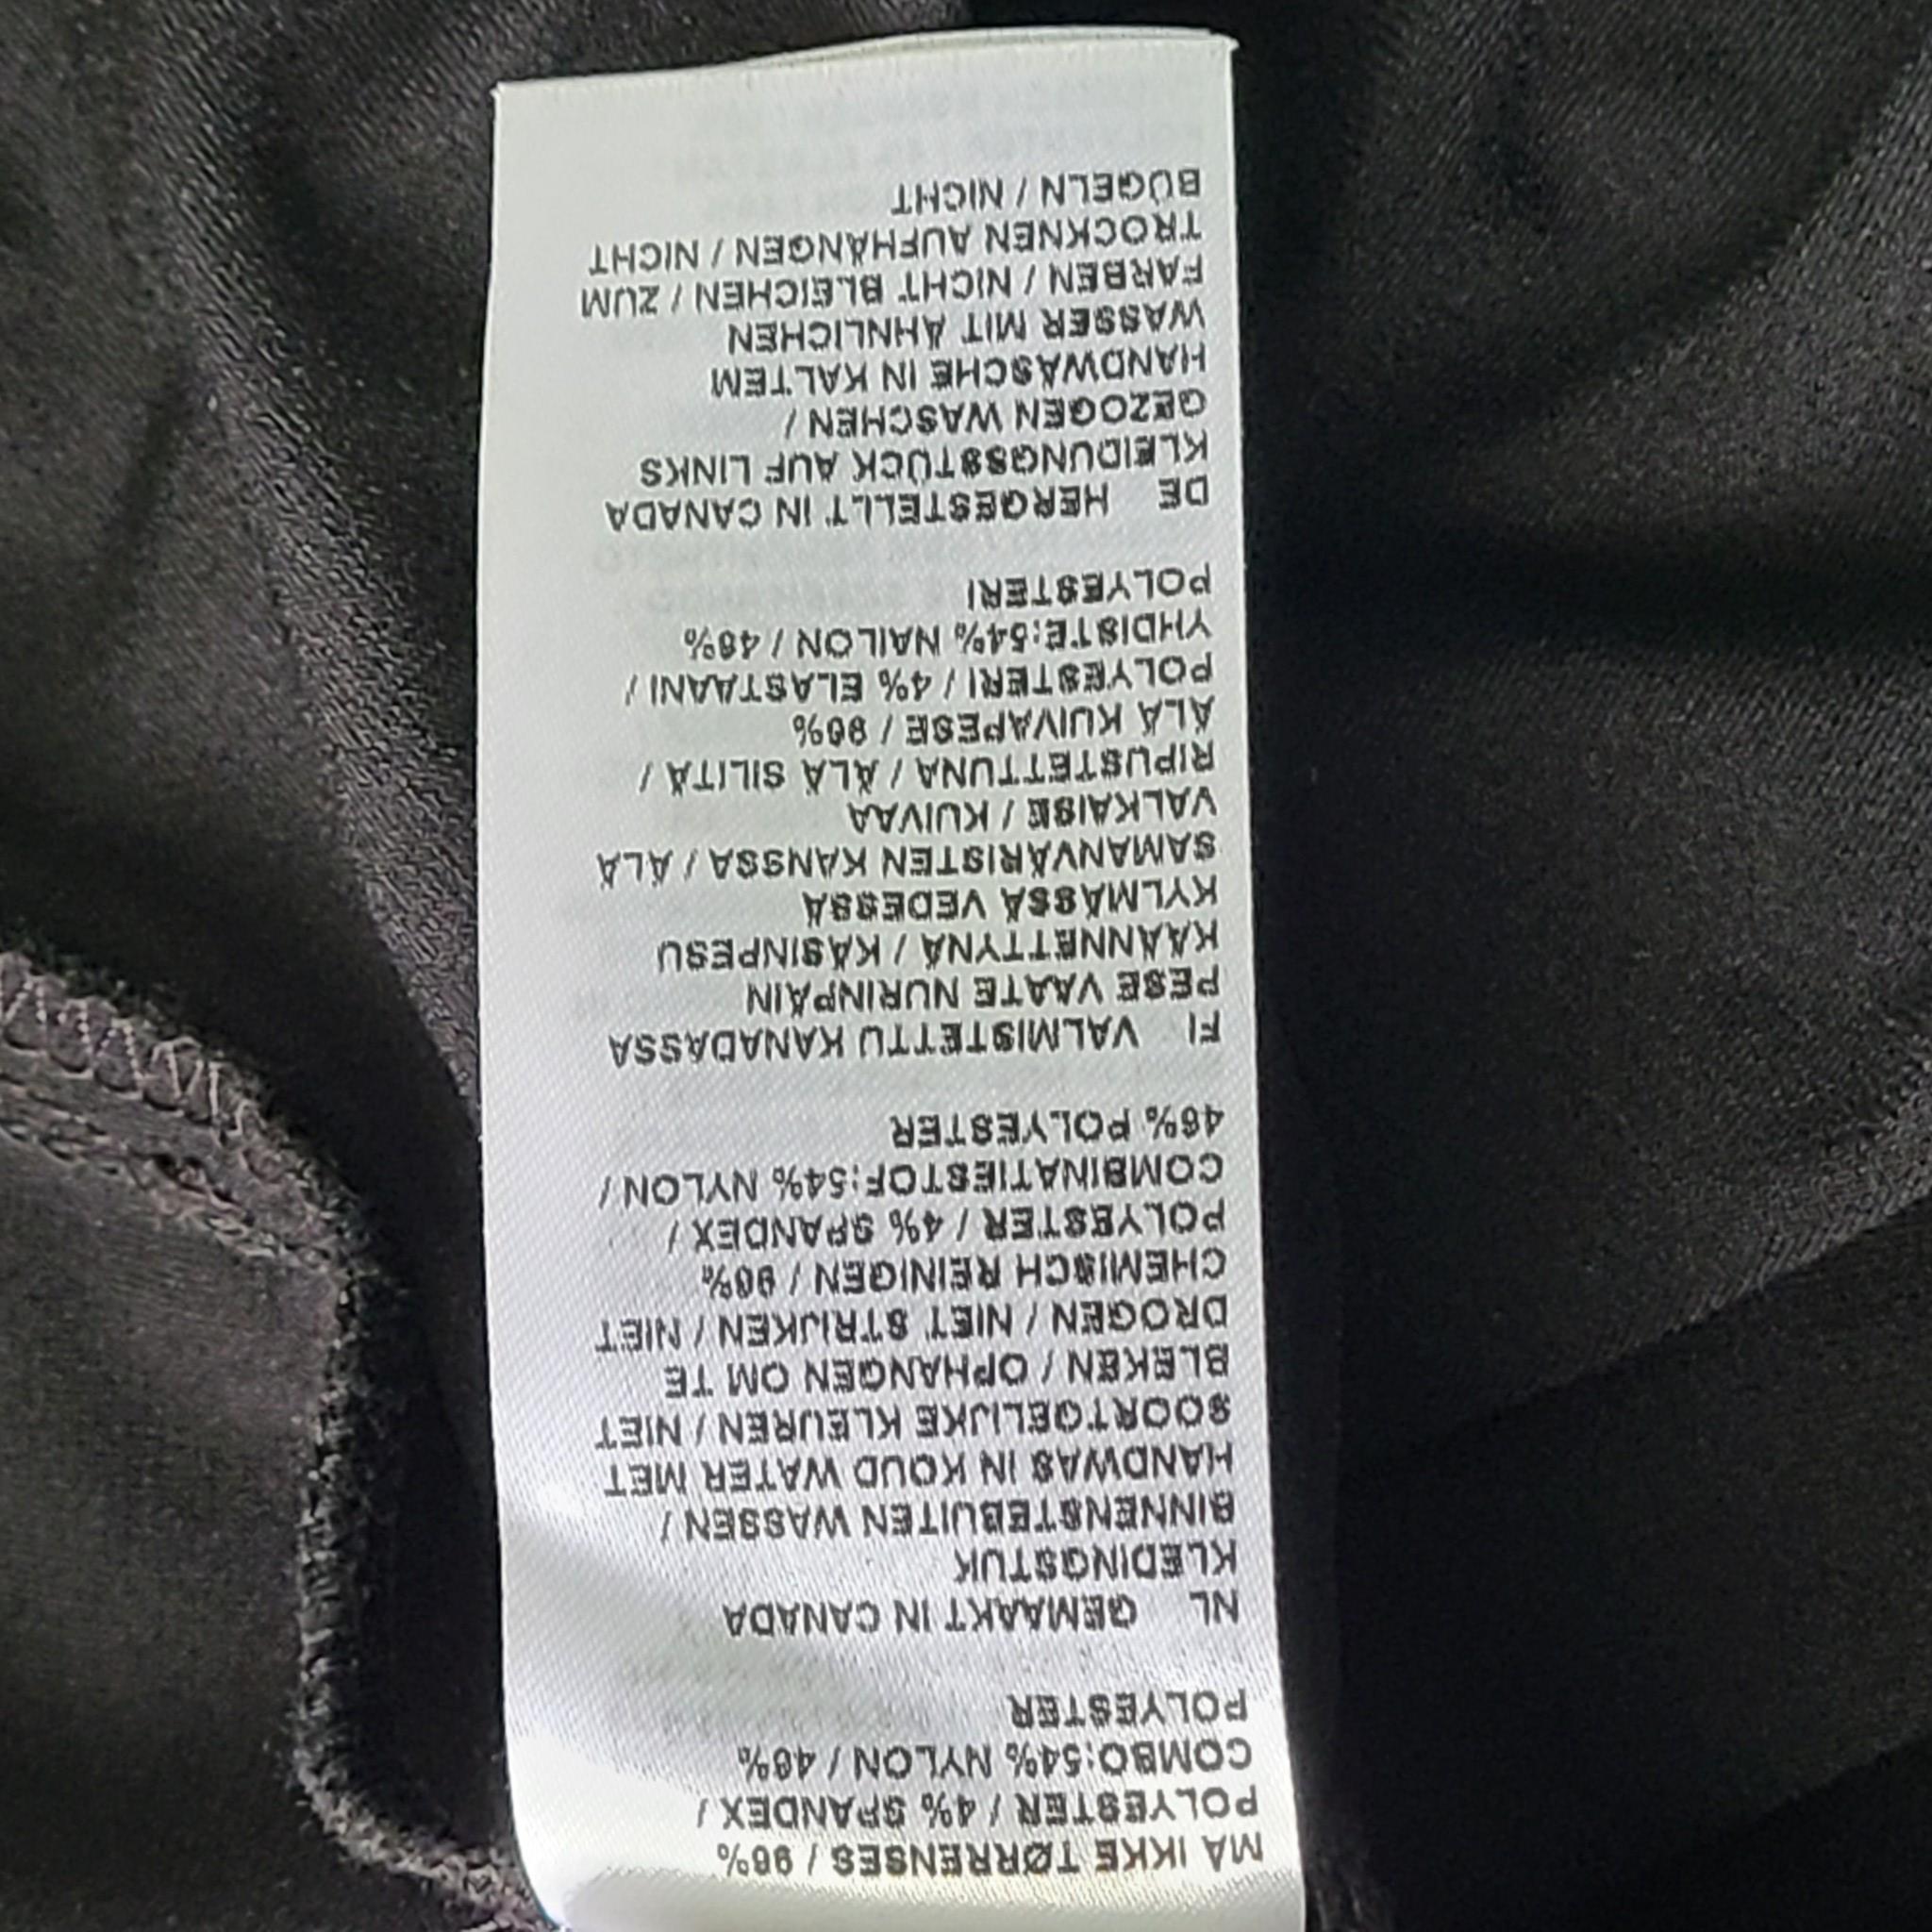 MA IKKE TØRRENSES / 96%
POLYESTER / 4% SPANDEX /
COMBO:54% NYLON / 46%
POLYESTER
NL GEMAAKT IN CANADA
KLEDINGSTUK
BINNENSTEBUITEN WASSEN /
HANDWAS IN KOUD WATER MET
SOORTGELIJKE KLEUREN / NIET
BLEKEN / OPHANGEN OM TE
DROGEN / NIET STRIJKEN / NIET
CHEMISCH REINIGEN / 96%
POLYESTER / 4% SPANDEX /
COMBINATIESTOF:54% NYLON /
46% POLYESTER
FI VALMISTETTU KANADASSA
PESE VAATE NURINPÄIN
KÄÄNNETTYNÄ / KÄSINPESU
KYLMÄSSÄ VEDESSÄ
SAMANVÄRISTEN KANSSA / ÄLÄ
VALKAISE / KUIVAA
RIPUSTETTUNA / ÄLÄ SILITÄ /
ÄLÄ KUIVAPESE / 96%
POLYESTERI / 4% ELASTAANI /
YHDISTE:54% NAILON / 46%
POLYESTERI
DE HERGESTELLT IN CANADA
KLEIDUNGSSTÜCK AUF LINKS
GEZOGEN WASCHEN /
HANDWÄSCHE IN KALTEM
WASSER MIT ÄHNLICHEN
FARBEN / NICHT BLEICHEN / ZUM
TROCKNEN AUFHÄNGEN / NICHT
BÜGELN / NICHT